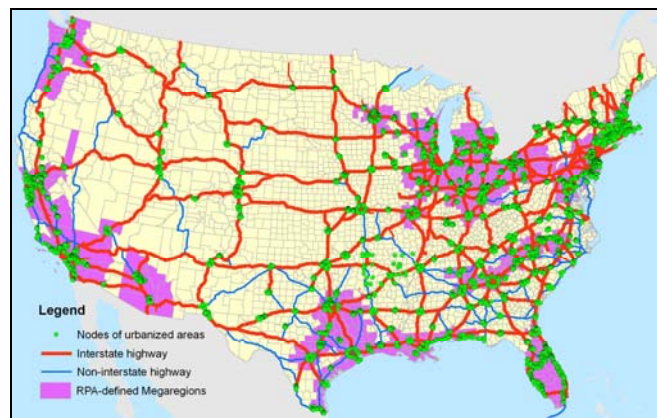 Legend
Nodes of urbanized areas
Interstate highway
Non-interstate highway
RPA-defined Megaregions